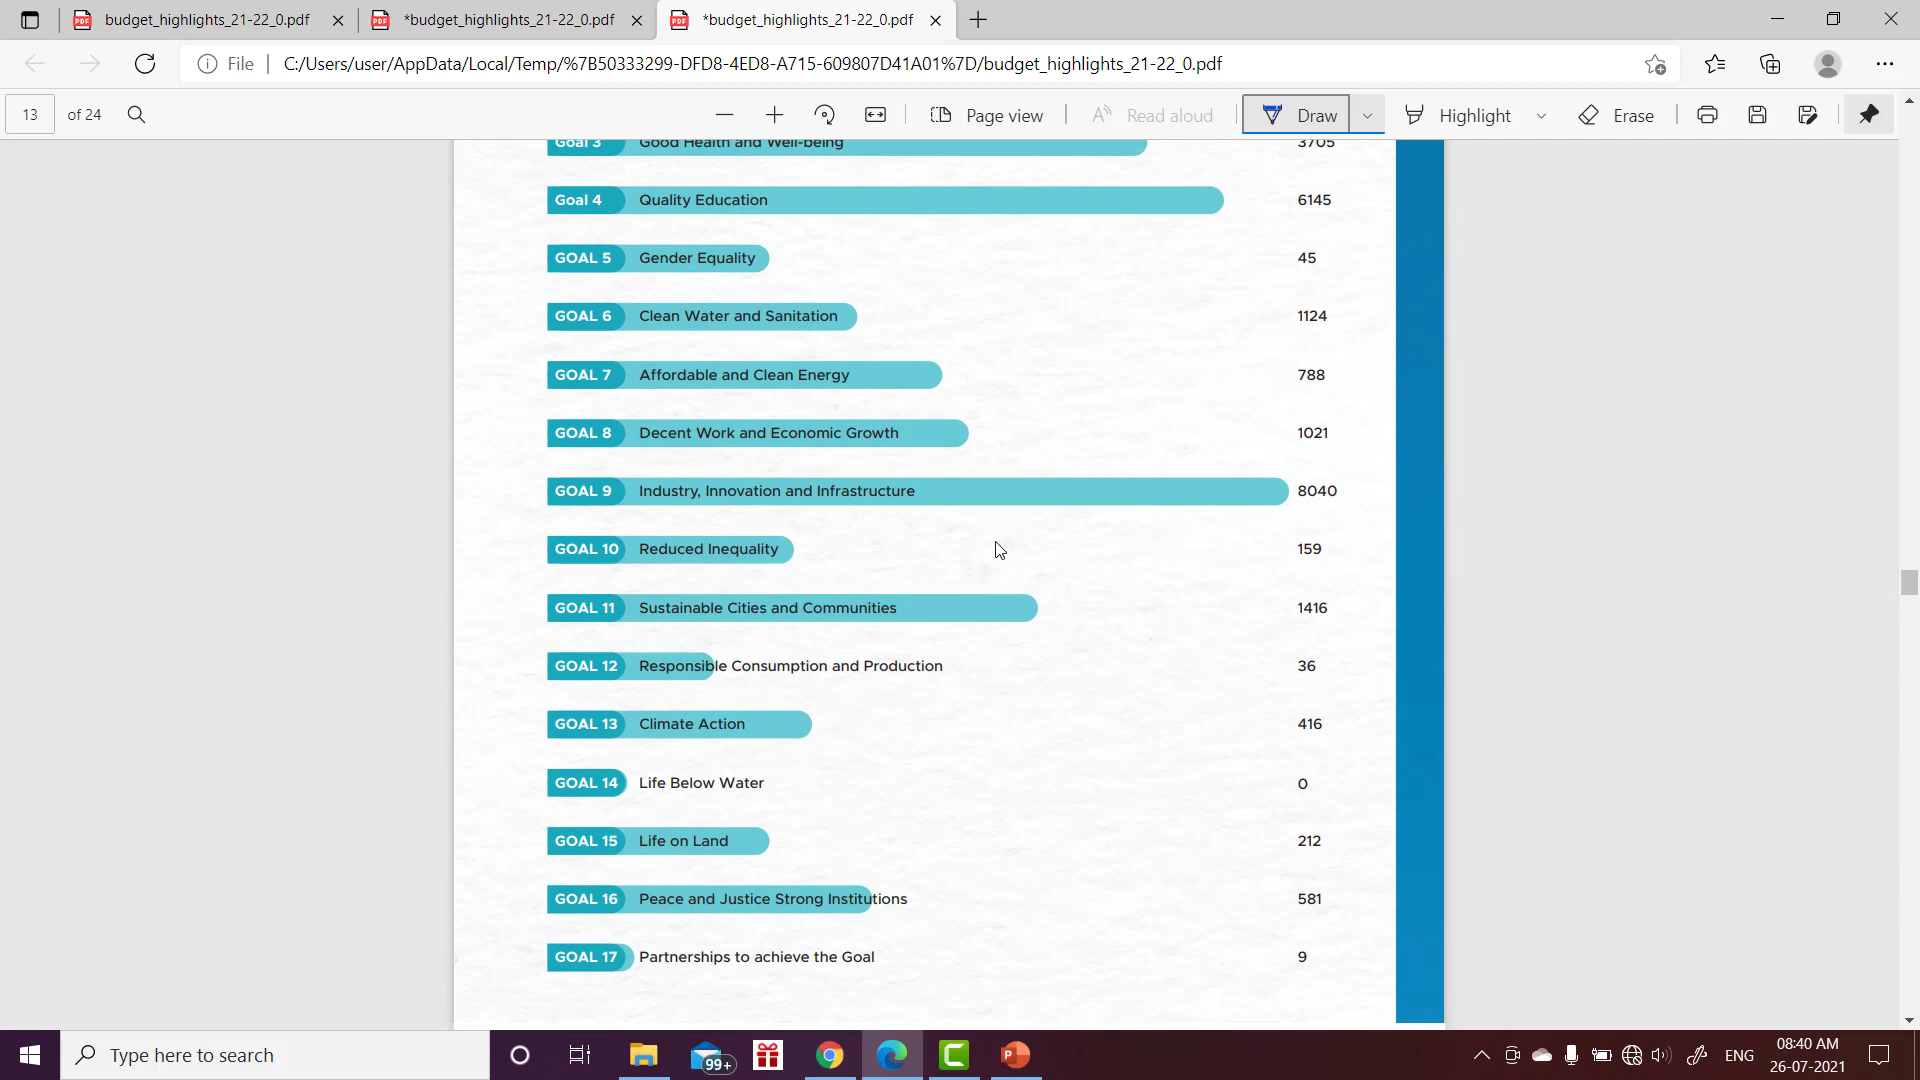 budget_highlights_21-22_0.pdf
*budget_highlights_21-22_0.pdf
*budget_highlights_21-22_0.pdf
File
C:/Users/user/AppData/Local/Temp/%7B50333299-DFD8-4ED8-A715-609807D41A01%7D/budget_highlights_21-22_0.pdf
13 of 24
Page view
Read aloud
Draw
Highlight
Erase
Goal 3 Good Health and Well-being 3705
Goal 4 Quality Education 6145
GOAL 5 Gender Equality 45
GOAL 6 Clean Water and Sanitation 1124
GOAL 7 Affordable and Clean Energy 788
GOAL 8 Decent Work and Economic Growth 1021
GOAL 9 Industry, Innovation and Infrastructure 8040
GOAL 10 Reduced Inequality 159
GOAL 11 Sustainable Cities and Communities 1416
GOAL 12 Responsible Consumption and Production 36
GOAL 13 Climate Action 416
GOAL 14 Life Below Water 0
GOAL 15 Life on Land 212
GOAL 16 Peace and Justice Strong Institutions 581
GOAL 17 Partnerships to achieve the Goal 9
Type here to search
99+
ENG
08:40 AM
26-07-2021